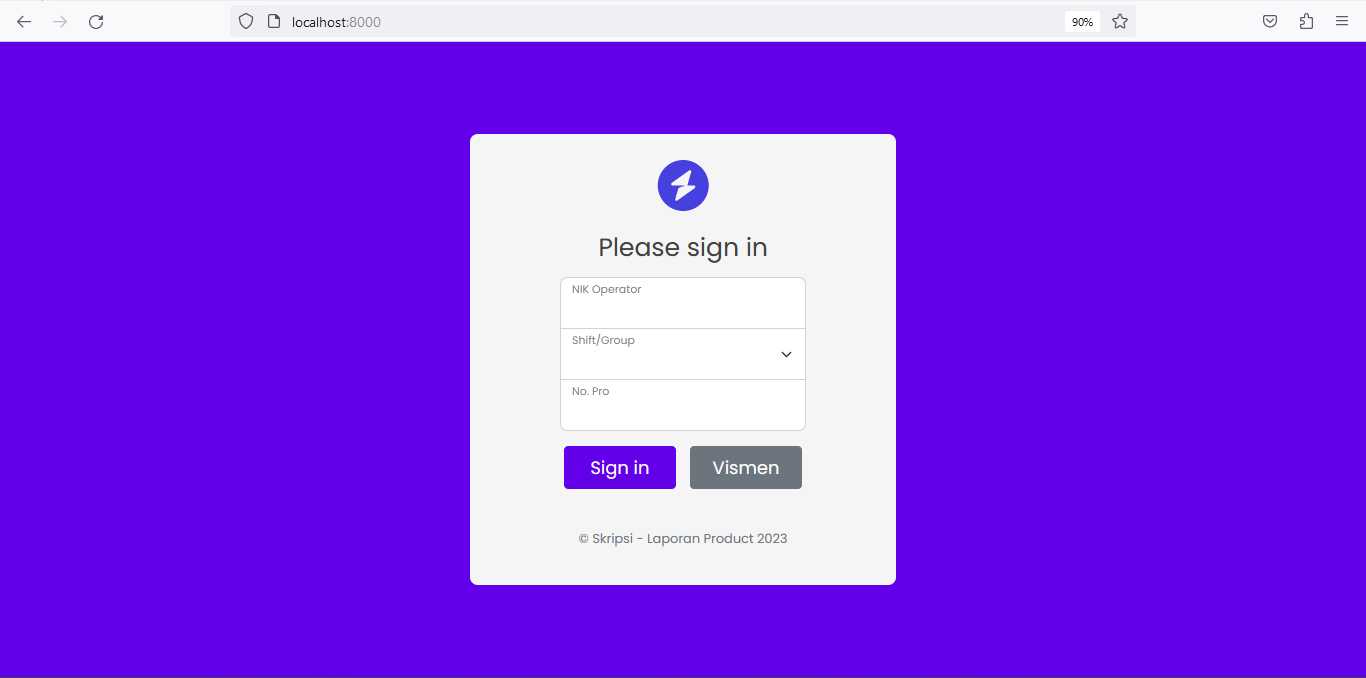 localhost:8000
90%
Please sign in
NIK Operator
Shift/Group
No. Pro
Sign in
Vismen
© Skripsi - Laporan Product 2023